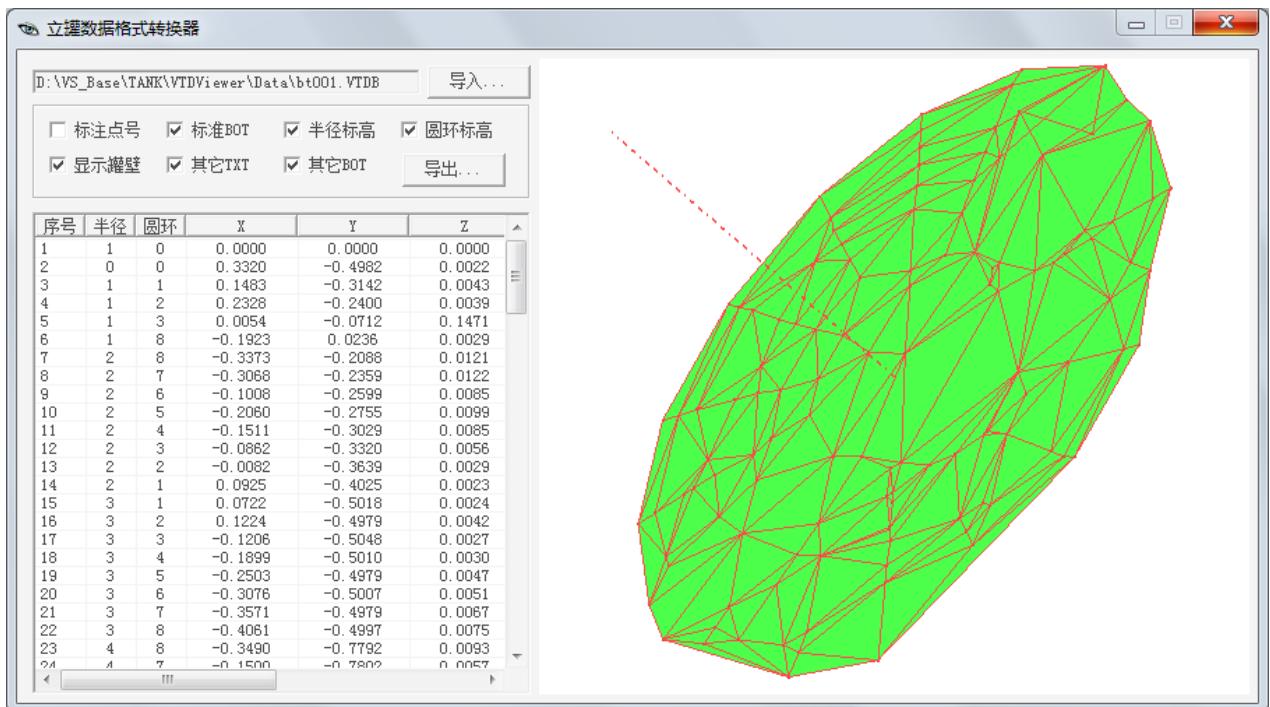 立罐数据格式转换器
D:\VS_Base\TANK\VTDViewer\Data\bt001.VTDB 导入...
标注点号 标准BOT 半径标高 圆环标高
显示罐壁 其它TXT 其它BOT 导出...
序号 半径 圆环 X Y Z
1 1 0 0.0000 0.0000 0.0000
2 0 0 0.3320 -0.4982 0.0022
3 1 1 0.1483 -0.3142 0.0043
4 1 2 0.2328 -0.2400 0.0039
5 1 3 0.0054 -0.0712 0.1471
6 1 8 -0.1923 0.0236 0.0029
7 2 8 -0.3373 -0.2088 0.0121
8 2 7 -0.3068 -0.2359 0.0122
9 2 6 -0.1008 -0.2599 0.0085
10 2 5 -0.2060 -0.2755 0.0099
11 2 4 -0.1511 -0.3029 0.0085
12 2 3 -0.0862 -0.3320 0.0056
13 2 2 -0.0082 -0.3639 0.0029
14 2 1 0.0925 -0.4025 0.0023
15 3 1 0.0722 -0.5018 0.0024
16 3 2 0.1224 -0.4979 0.0042
17 3 3 -0.1206 -0.5048 0.0027
18 3 4 -0.1899 -0.5010 0.0030
19 3 5 -0.2503 -0.4979 0.0047
20 3 6 -0.3076 -0.5007 0.0051
21 3 7 -0.3571 -0.4979 0.0067
22 3 8 -0.4061 -0.4997 0.0075
23 4 8 -0.3490 -0.7792 0.0093
24 4 7 -0.1500 -0.7802 0.0057